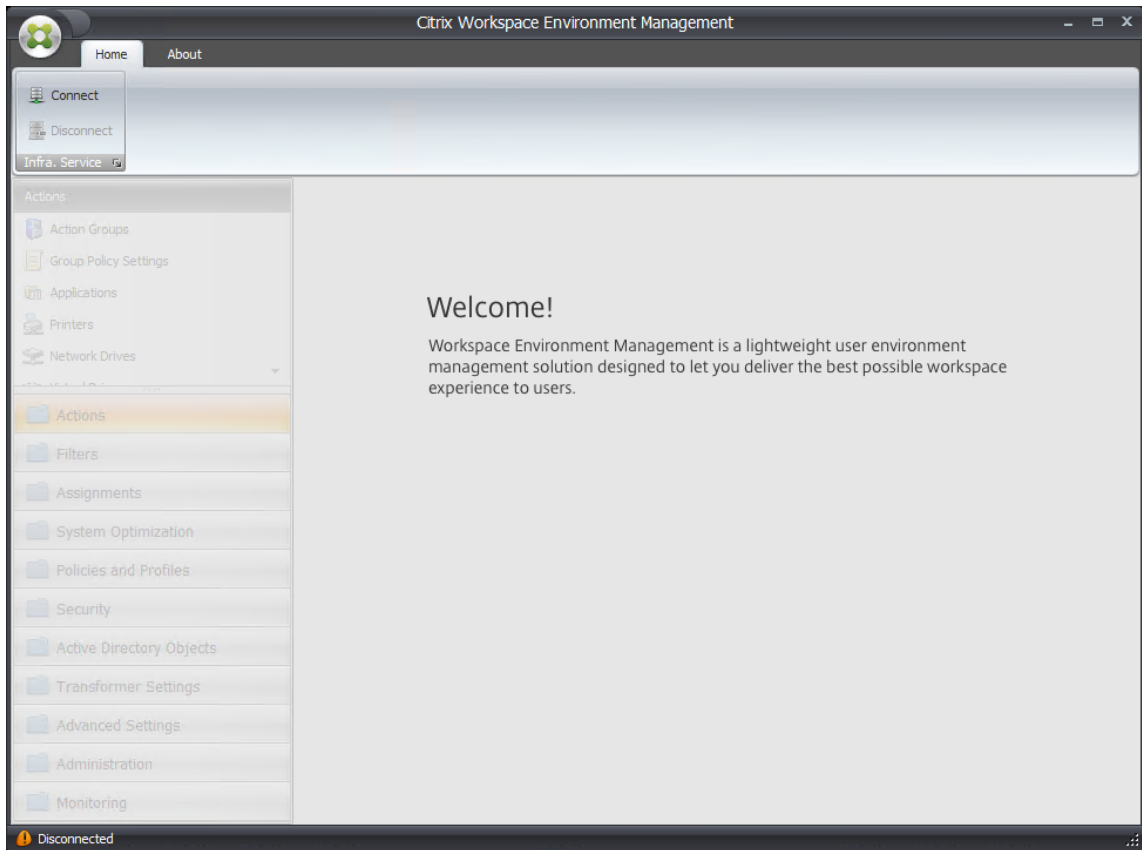 Citrix Workspace Environment Management
Home About
Connect
Disconnect
Infra. Service
Actions
Action Groups
Group Policy Settings
Applications
Printers
Network Drives
Welcome!
Workspace Environment Management is a lightweight user environment
management solution designed to let you deliver the best possible workspace
experience to users.
Actions
Filters
Assignments
System Optimization
Policies and Profiles
Security
Active Directory Objects
Transformer Settings
Advanced Settings
Administration
Monitoring
Disconnected